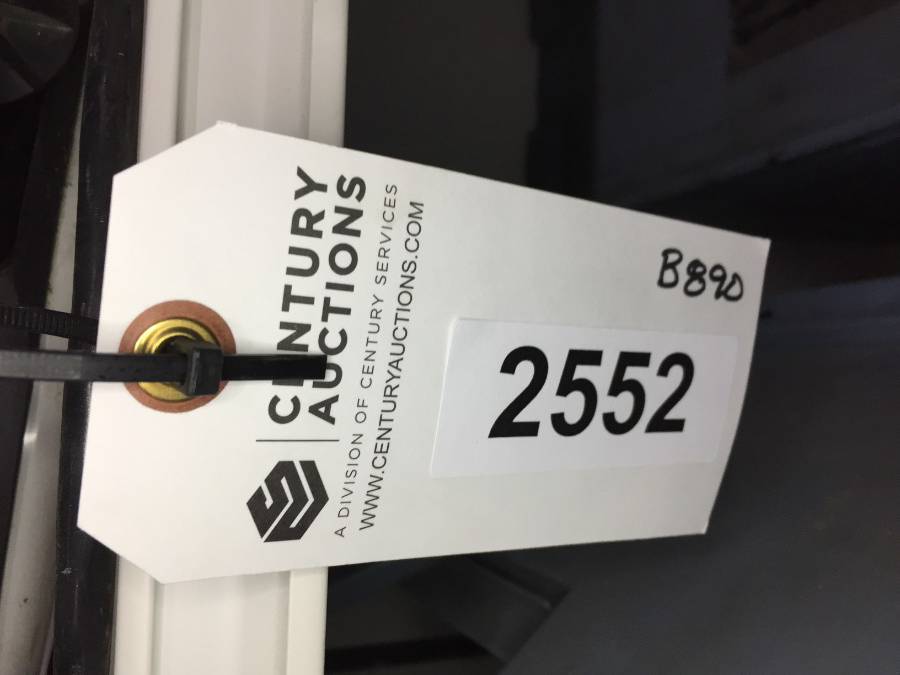 CENTURY
AUCTIONS
A DIVISION OF CENTURY SERVICES
WWW.CENTURYAUCTIONS.COM
B890
2552